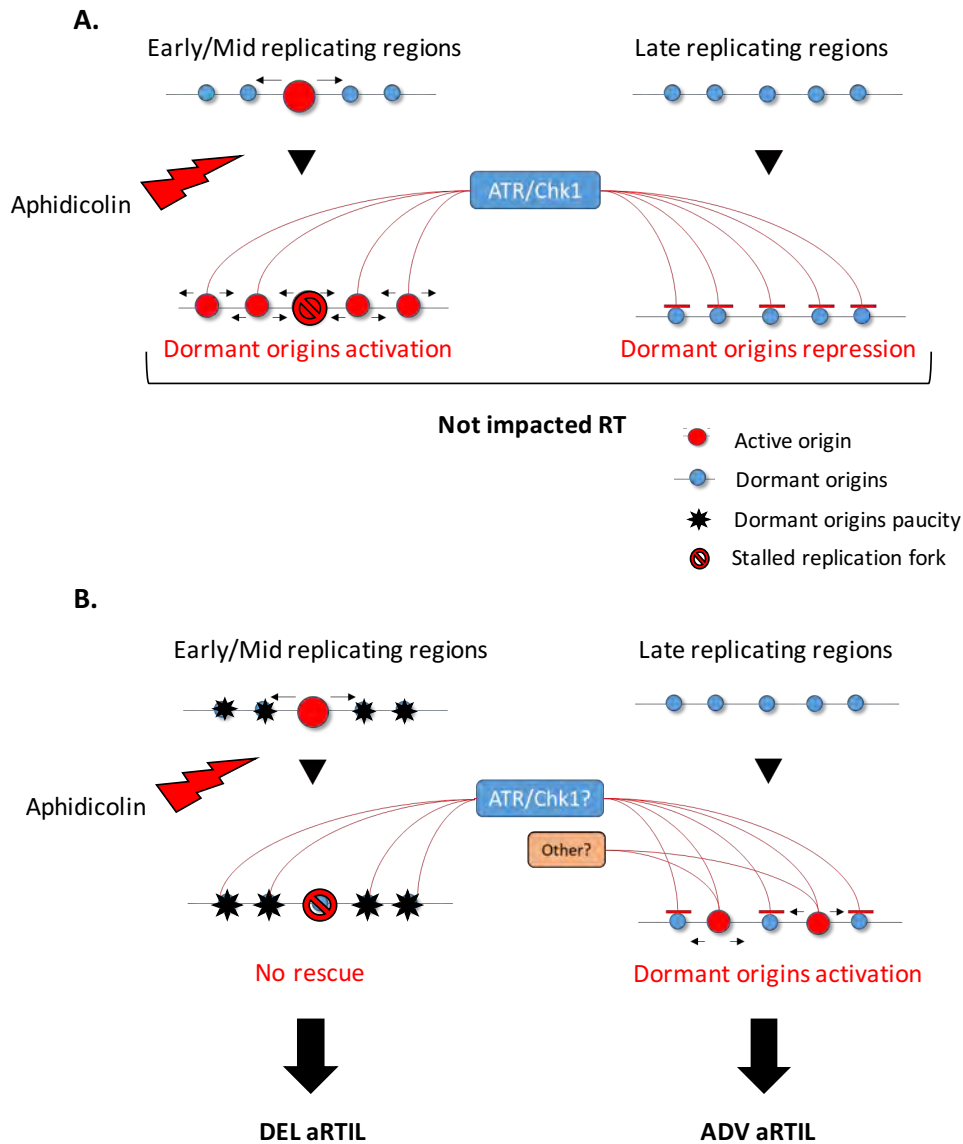 A.
Early/Mid replicating regions
Late replicating regions
Aphidicolin
ATR/Chk1
Dormant origins activation
Dormant origins repression
Not impacted RT
Active origin
Dormant origins
Dormant origins paucity
Stalled replication fork
B.
Early/Mid replicating regions
Late replicating regions
Aphidicolin
ATR/Chk1?
Other?
No rescue
Dormant origins activation
DEL aRTIL
ADV aRTIL